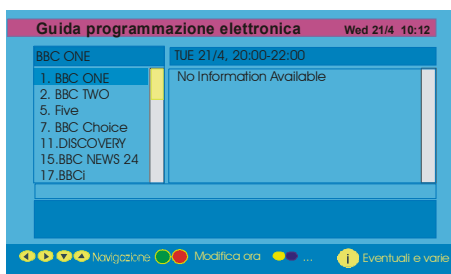 Guida programmazione elettronica Wed 21/4 10:12
BBC ONE TUE 21/4, 20:00-22:00
1. BBC ONE No Information Available
2. BBC TWO
5. Five
7. BBC Choice
11.DISCOVERY
15.BBC NEWS 24
17.BBCi
Navigazione Modifica ora ... i Eventuali e varie